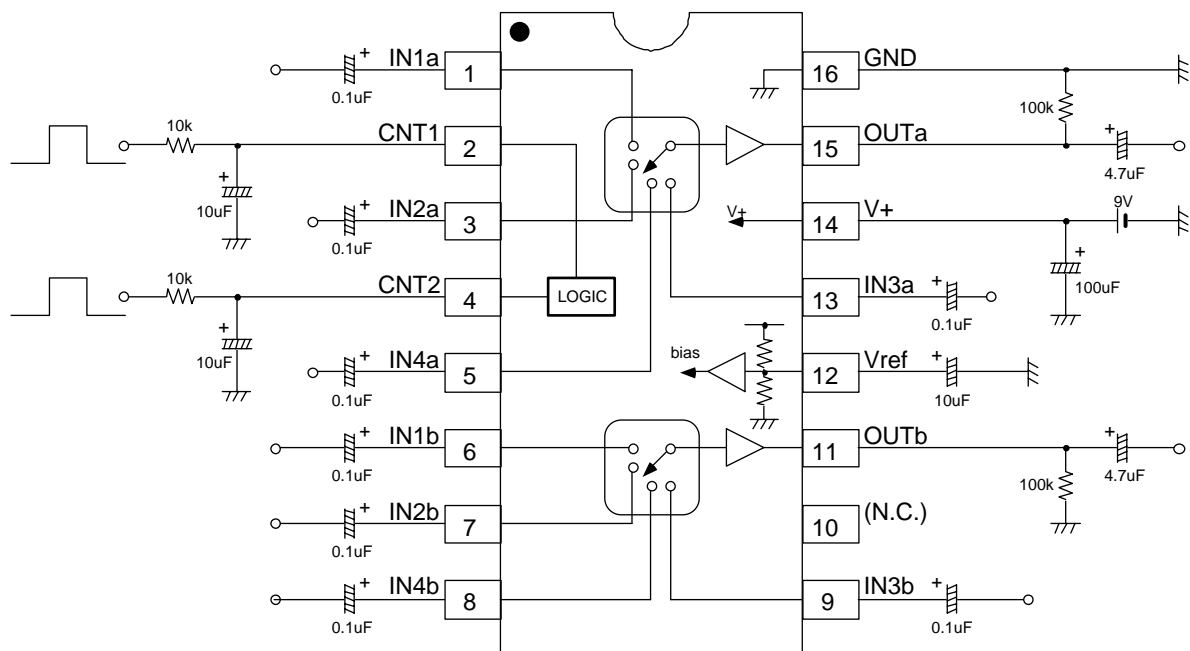 IN1a
+
0.1uF
1
16
GND
100k
10k
CNT1
2
15
OUTa
+
4.7uF
+
10uF
IN2a
+
0.1uF
3
V+
14
V+
9V
+
100uF
10k
CNT2
4
LOGIC
13
IN3a
+
0.1uF
+
10uF
IN4a
+
0.1uF
5
bias
12
Vref
+
10uF
IN1b
+
0.1uF
6
11
OUTb
+
4.7uF
100k
IN2b
+
0.1uF
7
10
(N.C.)
IN4b
+
0.1uF
8
9
IN3b
+
0.1uF